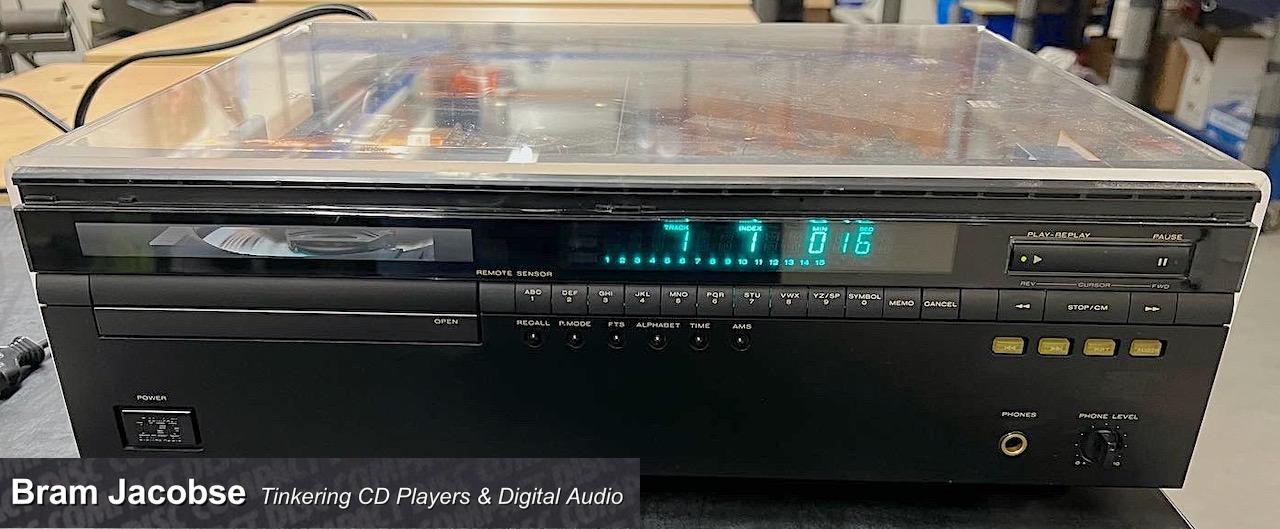 TRACK INDEX MIN SEC
1 1 0 16
1 2 3 4 5 6 7 8 9 10 11 12 13 14 15
PLAY-REPLAY PAUSE
REMOTE SENSOR
REV CURSOR FWD
ABC DEF GHI JKL MNO PQR STU VWX YZ/SP SYMBOL MEMO CANCEL
1 2 3 4 5 6 7 8 9 0
STOP/CM
OPEN
RECALL P.MODE FTS ALPHABET TIME AMS
POWER
PHONES PHONE LEVEL
0 10
Bram Jacobse Tinkering CD Players & Digital Audio